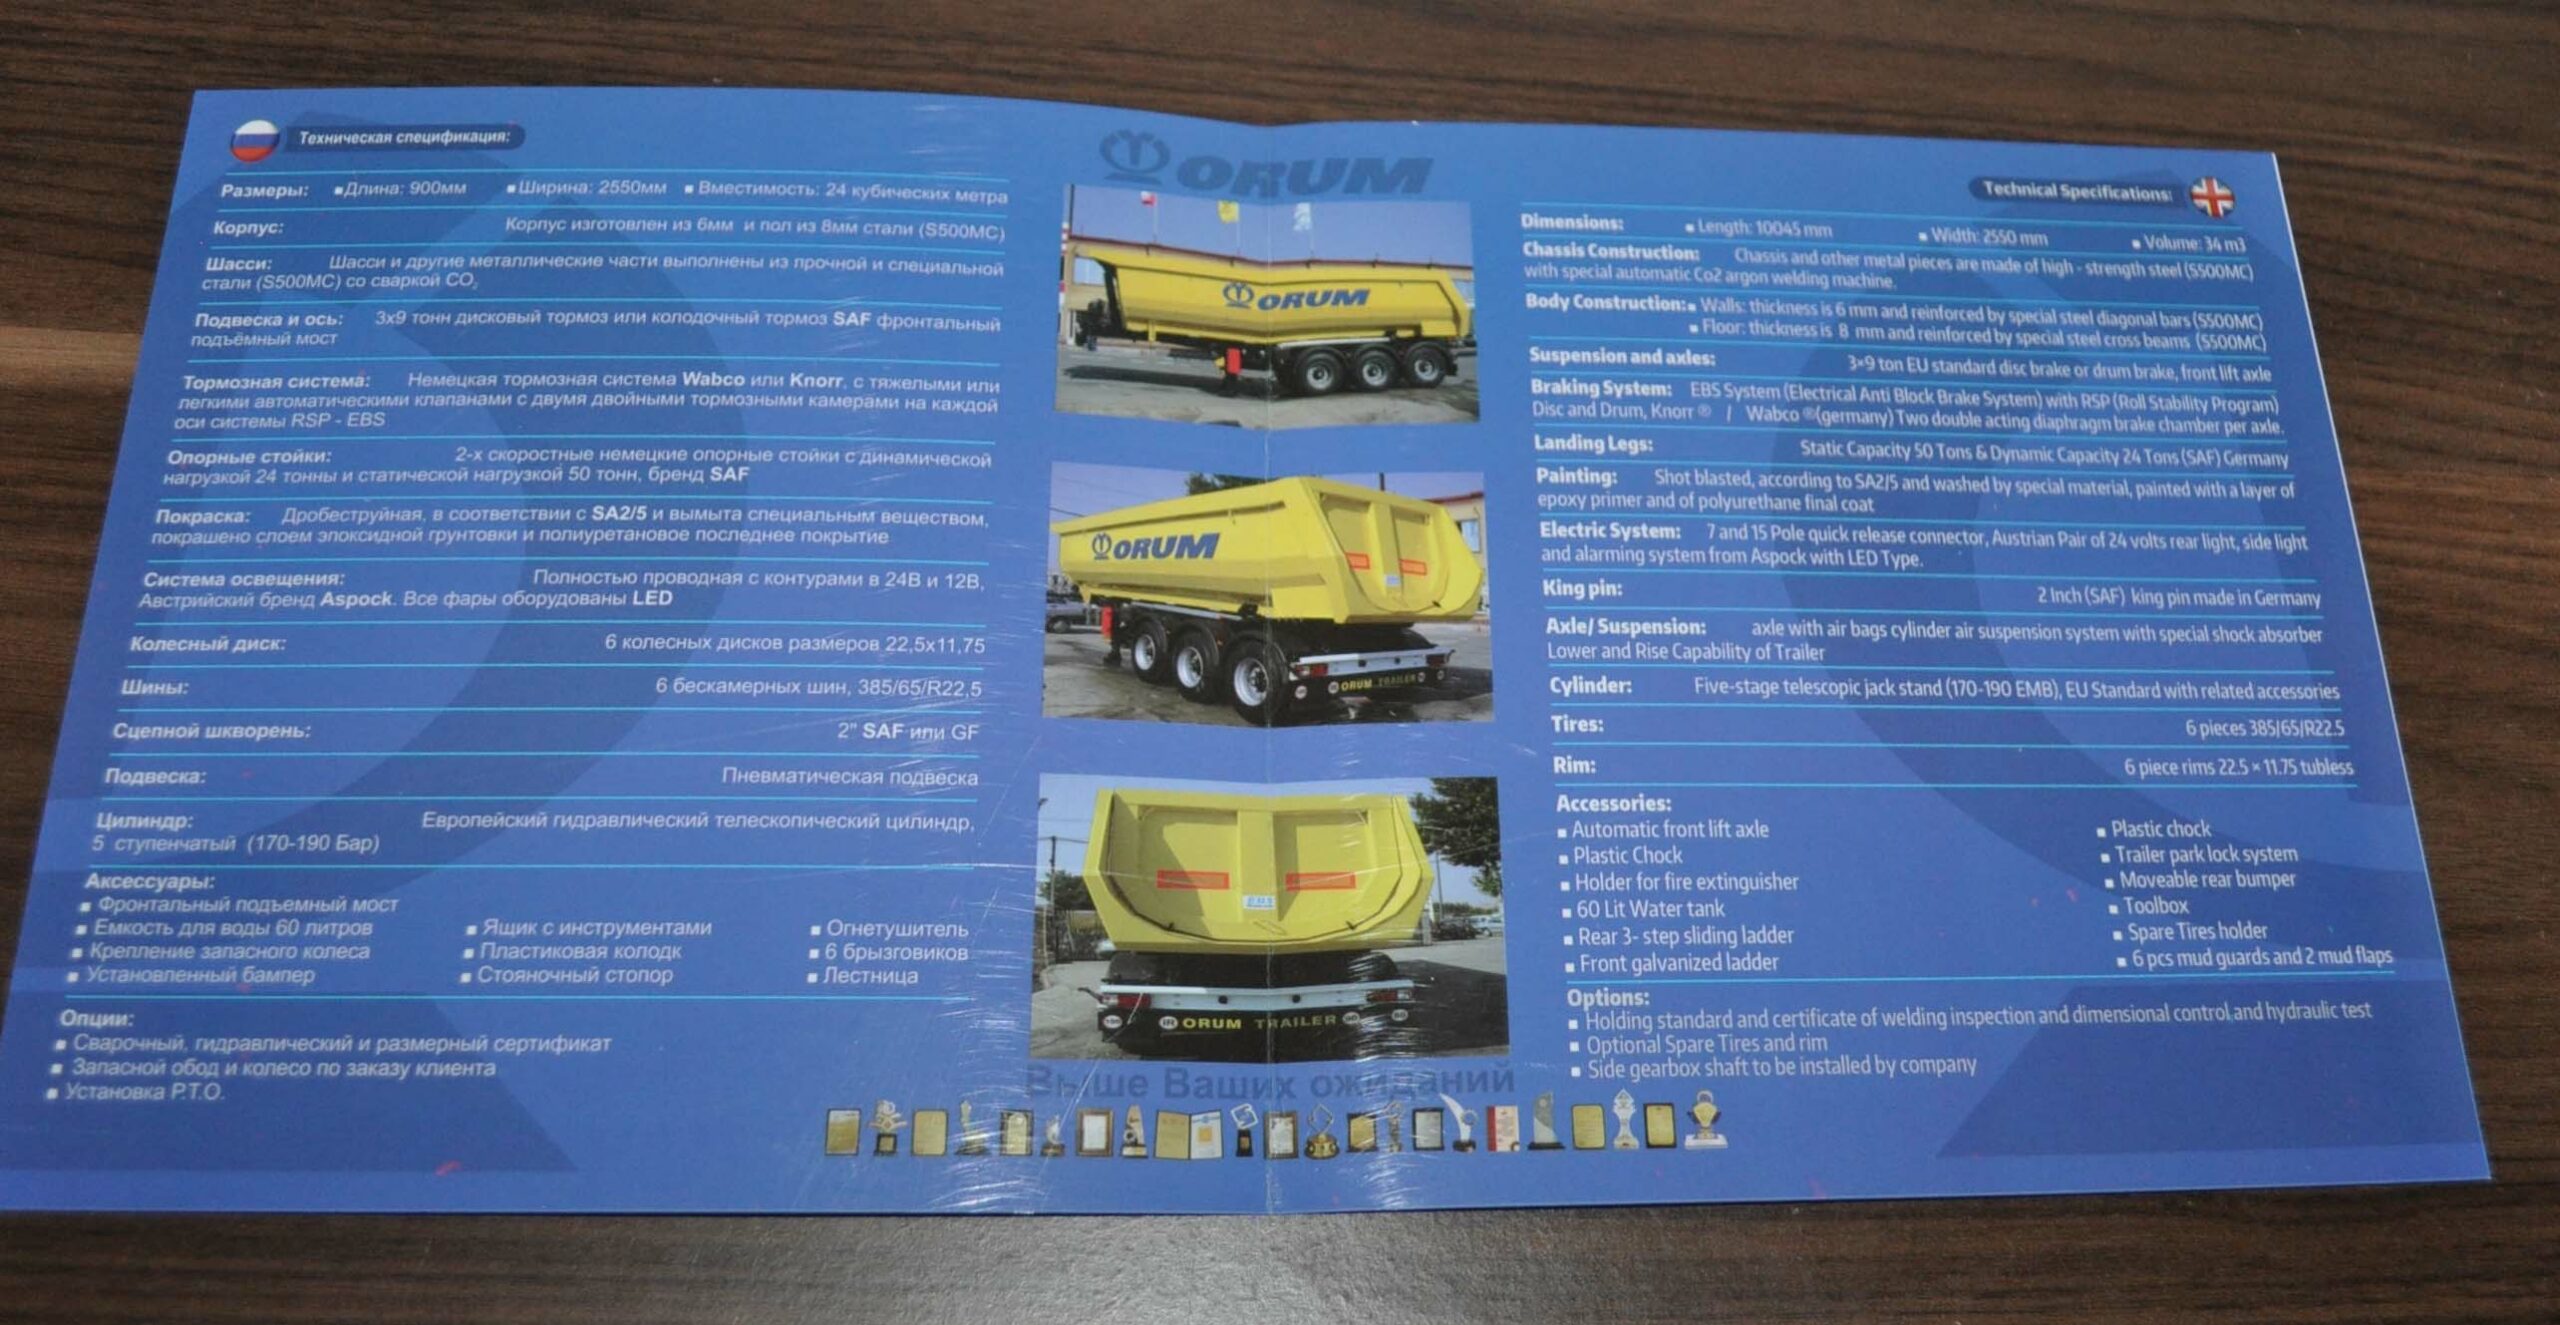 Техническая спецификация:
Размеры: ▪Длина: 900мм ▪Ширина: 2550мм ▪Вместимость: 24 кубических метра
Корпус: Корпус изготовлен из 6мм и пол из 8мм стали (S500MC)
Шасси: Шасси и другие металлические части выполнены из прочной и специальной
стали (S500MC) со сваркой CO₂
Подвеска и ось: 3х9 тонн дисковый тормоз или колодочный тормоз SAF фронтальный
подъёмный мост
Тормозная система: Немецкая тормозная система Wabco или Knorr, с тяжелыми или
легкими автоматическими клапанами с двумя двойными тормозными камерами на каждой
оси системы RSP - EBS
Опорные стойки: 2-х скоростные немецкие опорные стойки с динамической
нагрузкой 24 тонны и статической нагрузкой 50 тонн, бренд SAF
Покраска: Дробеструйная, в соответствии с SA2/5 и вымыта специальным веществом,
покрашено слоем эпоксидной грунтовки и полиуретановое последнее покрытие
Система освещения: Полностью проводная с контурами в 24В и 12В,
Австрийский бренд Aspock. Все фары оборудованы LED
Колесный диск: 6 колесных дисков размеров 22,5х11,75
Шины: 6 бескамерных шин, 385/65/R22,5
Сцепной шкворень: 2" SAF или GF
Подвеска: Пневматическая подвеска
Цилиндр: Европейский гидравлический телескопический цилиндр,
5 ступенчатый (170-190 Бар)
Аксессуары:
▪ Фронтальный подъемный мост
▪ Емкость для воды 60 литров ▪ Ящик с инструментами ▪ Огнетушитель
▪ Крепление запасного колеса ▪ Пластиковая колодк ▪ 6 брызговиков
▪ Установленный бампер ▪ Стояночный стопор ▪ Лестница
Опции:
▪ Сварочный, гидравлический и размерный сертификат
▪ Запасной обод и колесо по заказу клиента
▪ Установка P.T.O.
ORUM
ORUM
ORUM
ORUM TRAILER
IR ORUM TRAILER
Выше Ваших ожиданий
Technical Specifications:
Dimensions: ▪ Length: 10045 mm ▪ Width: 2550 mm ▪ Volume: 34 m3
Chassis Construction: Chassis and other metal pieces are made of high - strength steel (S500MC)
with special automatic Co2 argon welding machine.
Body Construction: ▪ Walls: thickness is 6 mm and reinforced by special steel diagonal bars (S500MC)
▪ Floor: thickness is 8 mm and reinforced by special steel cross beams (S500MC)
Suspension and axles: 3×9 ton EU standard disc brake or drum brake, front lift axle
Braking System: EBS System (Electrical Anti Block Brake System) with RSP (Roll Stability Program)
Disc and Drum, Knorr ® / Wabco ®(germany) Two double acting diaphragm brake chamber per axle.
Landing Legs: Static Capacity 50 Tons & Dynamic Capacity 24 Tons (SAF) Germany
Painting: Shot blasted, according to SA2/5 and washed by special material, painted with a layer of
epoxy primer and of polyurethane final coat
Electric System: 7 and 15 Pole quick release connector, Austrian Pair of 24 volts rear light, side light
and alarming system from Aspock with LED Type.
King pin: 2 Inch (SAF) king pin made in Germany
Axle/ Suspension: axle with air bags cylinder air suspension system with special shock absorber
Lower and Rise Capability of Trailer
Cylinder: Five-stage telescopic jack stand (170-190 EMB), EU Standard with related accessories
Tires: 6 pieces 385/65/R22.5
Rim: 6 piece rims 22.5 × 11.75 tubless
Accessories:
▪ Automatic front lift axle ▪ Plastic chock
▪ Plastic Chock ▪ Trailer park lock system
▪ Holder for fire extinguisher ▪ Moveable rear bumper
▪ 60 Lit Water tank ▪ Toolbox
▪ Rear 3- step sliding ladder ▪ Spare Tires holder
▪ Front galvanized ladder ▪ 6 pcs mud guards and 2 mud flaps
Options:
▪ Holding standard and certificate of welding inspection and dimensional control,and hydraulic test
▪ Optional Spare Tires and rim
▪ Side gearbox shaft to be installed by company